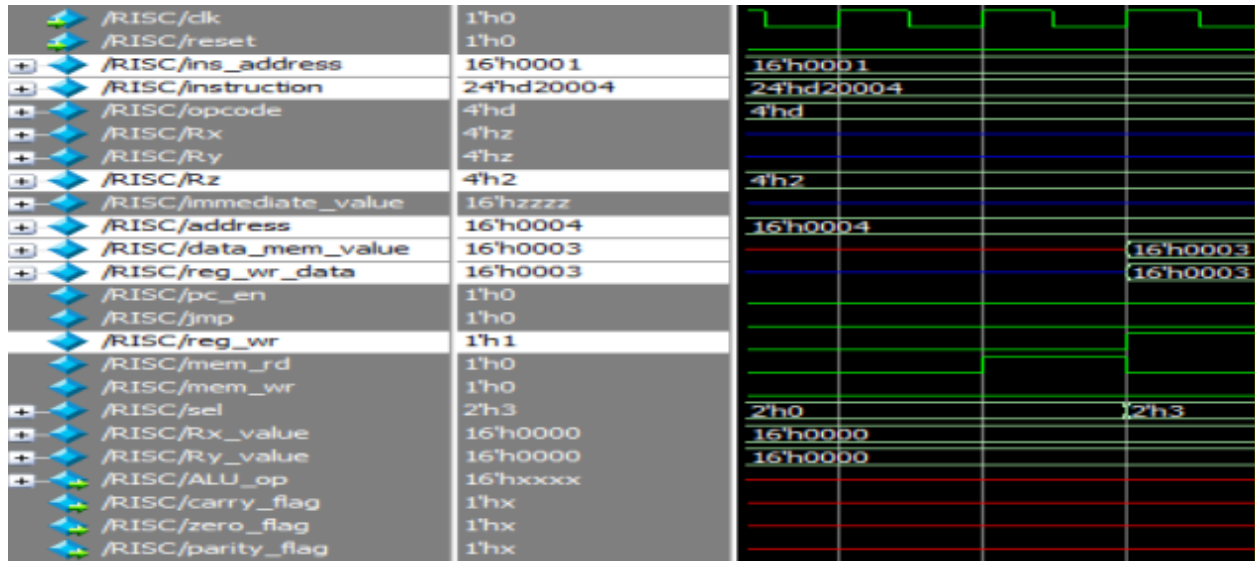 /RISC/clk 1'h0
/RISC/reset 1'h0
/RISC/ins_address 16'h0001 16'h0001
/RISC/instruction 24'hd20004 24'hd20004
/RISC/opcode 4'hd 4'hd
/RISC/Rx 4'hz
/RISC/Ry 4'hz
/RISC/Rz 4'h2 4'h2
/RISC/immediate_value 16'hzzzz
/RISC/address 16'h0004 16'h0004
/RISC/data_mem_value 16'h0003 16'h0003
/RISC/reg_wr_data 16'h0003 16'h0003
/RISC/pc_en 1'h0
/RISC/jmp 1'h0
/RISC/reg_wr 1'h1
/RISC/mem_rd 1'h0
/RISC/mem_wr 1'h0
/RISC/sel 2'h3 2'h0 2'h3
/RISC/Rx_value 16'h0000 16'h0000
/RISC/Ry_value 16'h0000 16'h0000
/RISC/ALU_op 16'hxxxx
/RISC/carry_flag 1'hx
/RISC/zero_flag 1'hx
/RISC/parity_flag 1'hx